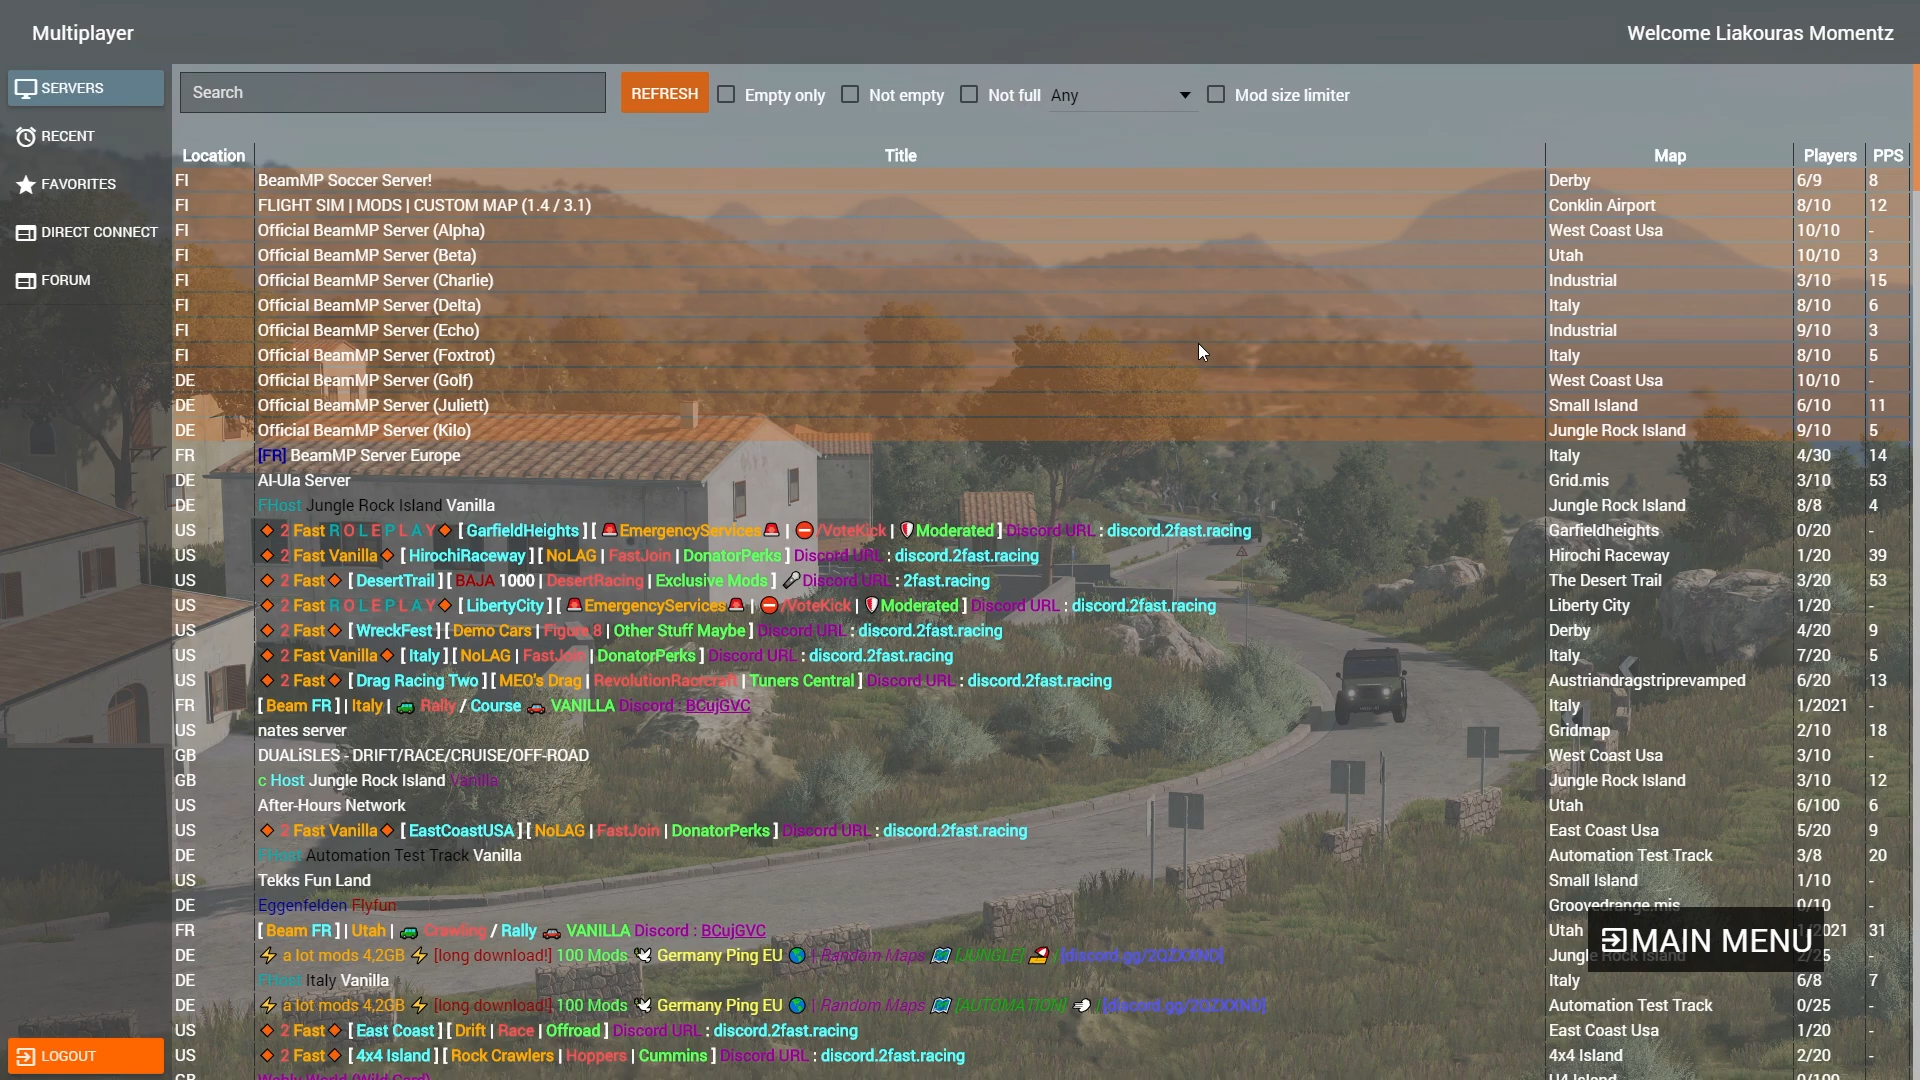 Multiplayer
Welcome Liakouras Momentz
SERVERS
RECENT
FAVORITES
DIRECT CONNECT
FORUM
LOGOUT
Search
REFRESH
Empty only
Not empty
Not full
Any
Mod size limiter
Location Title Map Players PPS
FI BeamMP Soccer Server! Derby 6/9 8
FI FLIGHT SIM | MODS | CUSTOM MAP (1.4 / 3.1) Conklin Airport 8/10 12
FI Official BeamMP Server (Alpha) West Coast Usa 10/10 -
FI Official BeamMP Server (Beta) Utah 10/10 3
FI Official BeamMP Server (Charlie) Industrial 3/10 15
FI Official BeamMP Server (Delta) Italy 8/10 6
FI Official BeamMP Server (Echo) Industrial 9/10 3
FI Official BeamMP Server (Foxtrot) Italy 8/10 5
DE Official BeamMP Server (Golf) West Coast Usa 10/10 -
DE Official BeamMP Server (Juliett) Small Island 6/10 11
DE Official BeamMP Server (Kilo) Jungle Rock Island 9/10 5
FR [FR] BeamMP Server Europe Italy 4/30 14
DE Al-Ula Server Grid.mis 3/10 53
DE FHost Jungle Rock Island Vanilla Jungle Rock Island 8/8 4
US 🔸 2 Fast R O L E P L A Y 🔸 [ GarfieldHeights ] [ 🚨EmergencyServices🚨 | ⛔/VoteKick | 🛡Moderated ] Discord URL : discord.2fast.racing Garfieldheights 0/20 -
US 🔸 2 Fast Vanilla 🔸 [ HirochiRaceway ] [ NoLAG | FastJoin | DonatorPerks ] Discord URL : discord.2fast.racing Hirochi Raceway 1/20 39
US 🔸 2 Fast 🔸 [ DesertTrail ] [ BAJA 1000 | DesertRacing | Exclusive Mods ] 🎤Discord URL : 2fast.racing The Desert Trail 3/20 53
US 🔸 2 Fast R O L E P L A Y 🔸 [ LibertyCity ] [ 🚨EmergencyServices🚨 | ⛔/VoteKick | 🛡Moderated ] Discord URL : discord.2fast.racing Liberty City 1/20 -
US 🔸 2 Fast 🔸 [ WreckFest ] [ Demo Cars | Figure 8 | Other Stuff Maybe ] Discord URL : discord.2fast.racing Derby 4/20 9
US 🔸 2 Fast Vanilla 🔸 [ Italy ] [ NoLAG | FastJoin | DonatorPerks ] Discord URL : discord.2fast.racing Italy 7/20 5
US 🔸 2 Fast 🔸 [ Drag Racing Two ] [ MEO's Drag | RevolutionRacrcraft | Tuners Central ] Discord URL : discord.2fast.racing Austriandragstriprevamped 6/20 13
FR [ Beam FR ] | Italy | 🚙 Rally / Course 🚗 VANILLA Discord : BCujGVC Italy 1/2021 -
US nates server Gridmap 2/10 18
GB DUALiSLES - DRIFT/RACE/CRUISE/OFF-ROAD West Coast Usa 3/10 -
GB c Host Jungle Rock Island Vanilla Jungle Rock Island 3/10 12
US After-Hours Network Utah 6/100 6
US 🔸 2 Fast Vanilla 🔸 [ EastCoastUSA ] [ NoLAG | FastJoin | DonatorPerks ] Discord URL : discord.2fast.racing East Coast Usa 5/20 9
DE FHost Automation Test Track Vanilla Automation Test Track 3/8 20
US Tekks Fun Land Small Island 1/10 -
DE Eggenfelden Flyfun Groovedrange.mis 0/10 -
FR [ Beam FR ] | Utah | 🚙 Crawling / Rally 🚗 VANILLA Discord : BCujGVC Utah 1/2021 31
DE ⚡ a lot mods 4,2GB ⚡ [long download!] 100 Mods 🕊 Germany Ping EU 🌍 | Random Maps 🗺 [JUNGLE] [discord.gg/2QZXXND] Jungle Rock Island 2/25 -
DE FHost Italy Vanilla Italy 6/8 7
DE ⚡ a lot mods 4,2GB ⚡ [long download!] 100 Mods 🕊 Germany Ping EU 🌍 | Random Maps 🗺 [AUTOMATION] [discord.gg/2QZXXND] Automation Test Track 0/25 -
US 🔸 2 Fast 🔸 [ East Coast ] [ Drift | Race | Offroad ] Discord URL : discord.2fast.racing East Coast Usa 1/20 -
US 🔸 2 Fast 🔸 [ 4x4 Island ] [ Rock Crawlers | Hoppers | Cummins ] Discord URL : discord.2fast.racing 4x4 Island 2/20 -
MAIN MENU